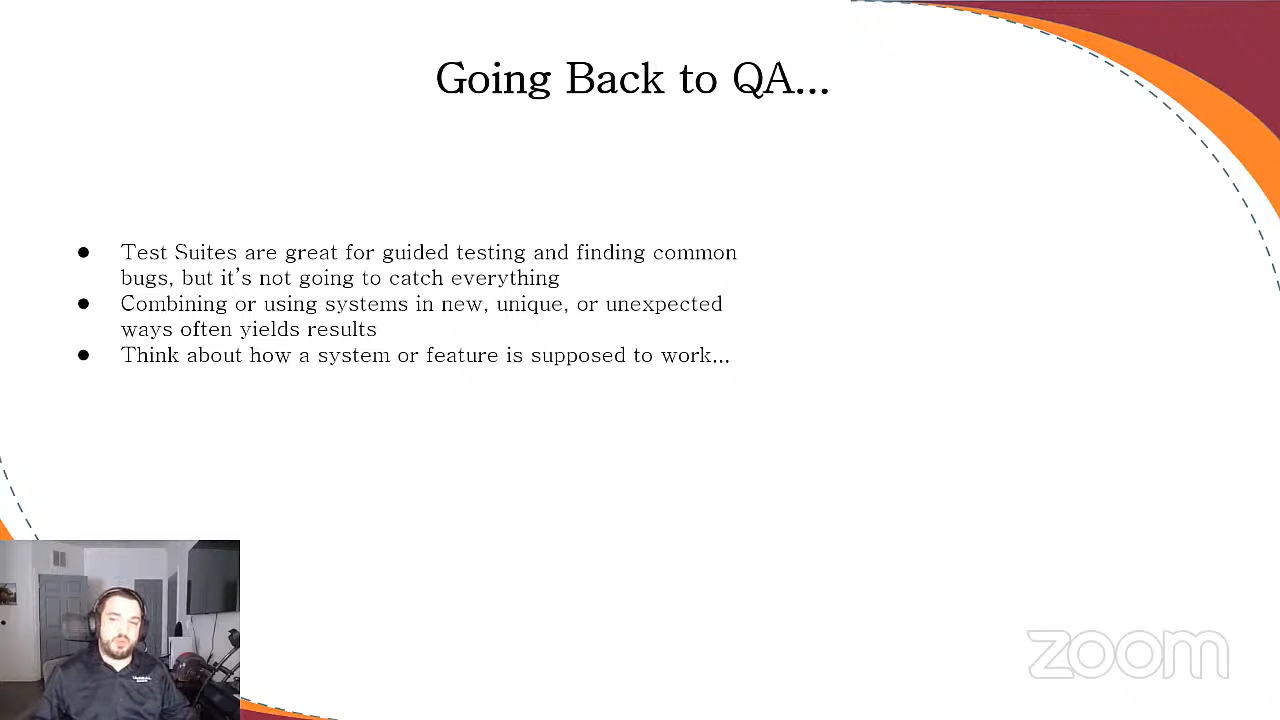 Going Back to QA...
● Test Suites are great for guided testing and finding common
bugs, but it's not going to catch everything
● Combining or using systems in new, unique, or unexpected
ways often yields results
● Think about how a system or feature is supposed to work...
zoom